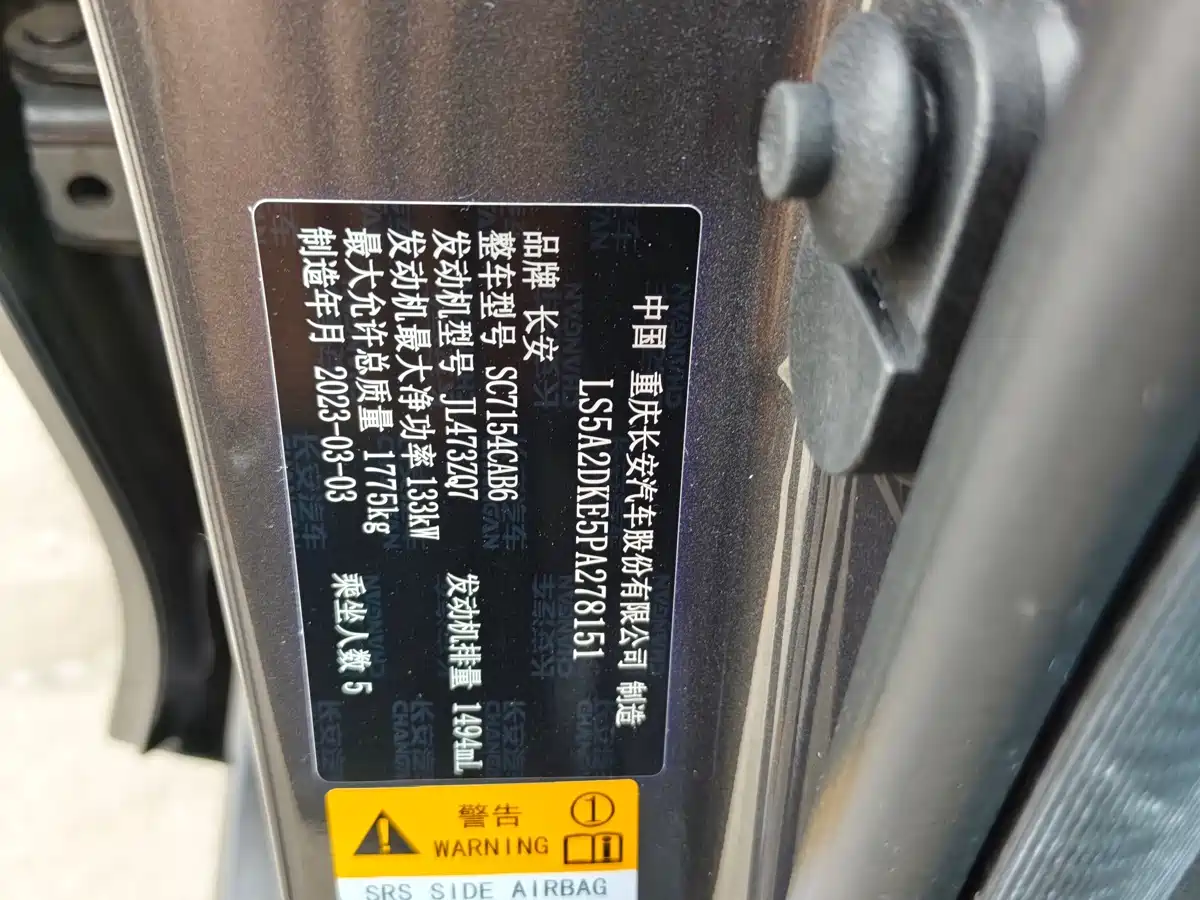 中国 重庆长安汽车股份有限公司 制造
LS5A2DKE5PA278151
品牌 长安
整车型号 SC7154CAB6
发动机型号 JL473ZQ7 发动机排量 1494mL
发动机最大净功率 133kW
最大允许总质量 1775kg
制造年月 2023-03-03 乘坐人数 5
警告 ①
WARNING
SRS SIDE AIRBAG